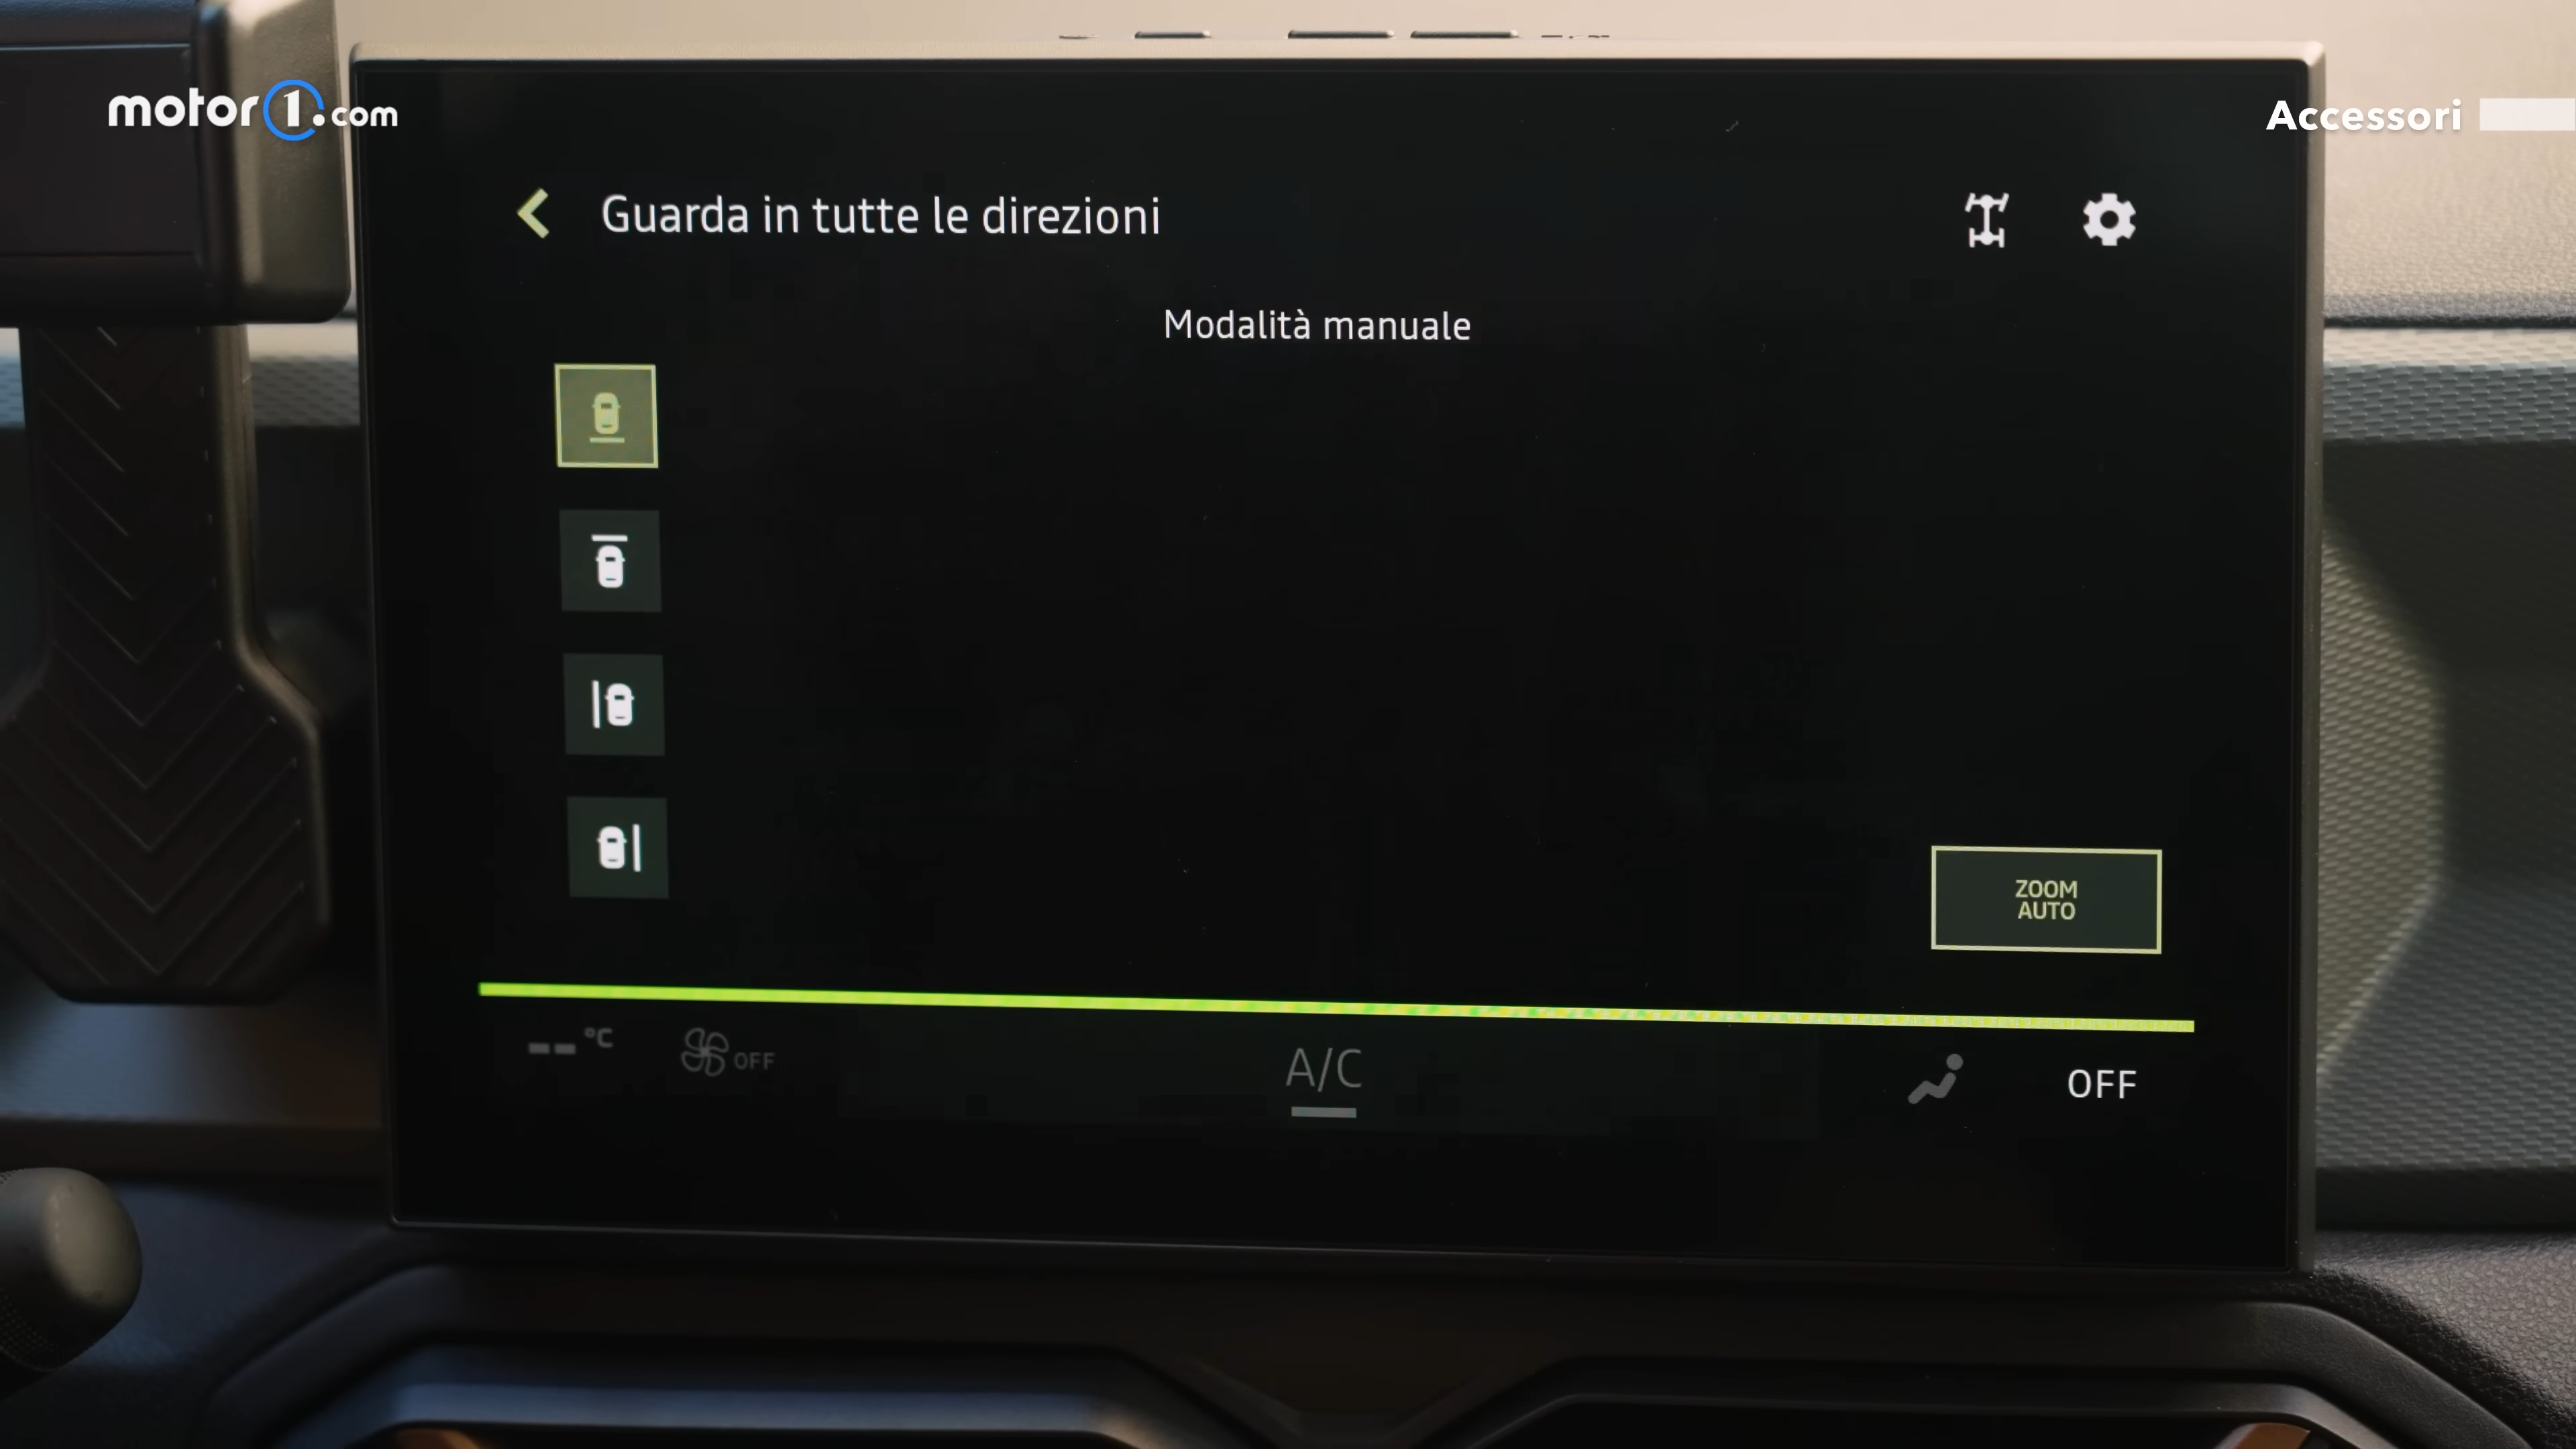 motor1.com
Accessori
Guarda in tutte le direzioni
Modalità manuale
ZOOM
AUTO
-- °C
OFF
A/C
OFF